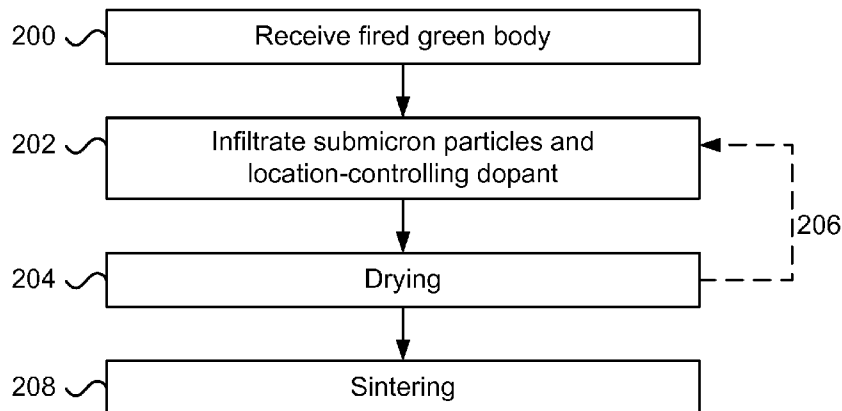 200
Receive fired green body
202
Infiltrate submicron particles and
location-controlling dopant
206
204
Drying
208
Sintering